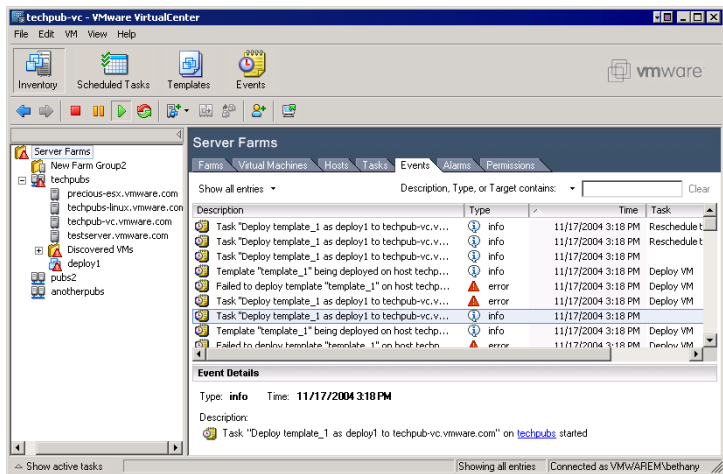 techpub-vc - VMware VirtualCenter
File Edit VM View Help
Inventory Scheduled Tasks Templates Events
vmware
Server Farms
New Farm Group2
techpubs
precious-esx.vmware.com
techpubs-linux.vmware.con
techpub-vc.vmware.com
testserver.vmware.com
Discovered VMs
deploy1
pubs2
anotherpubs
Server Farms
Farms Virtual Machines Hosts Tasks Events Alarms Permissions
Show all entries Description, Type, or Target contains: Clear
Description Type Time Task
Task "Deploy template_1 as deploy1 to techpub-vc.v... info 11/17/2004 3:18 PM Reschedule t
Task "Deploy template_1 as deploy1 to techpub-vc.v... info 11/17/2004 3:18 PM Reschedule t
Task "Deploy template_1 as deploy1 to techpub-vc.v... info 11/17/2004 3:18 PM
Template "template_1" being deployed on host techp... info 11/17/2004 3:18 PM Deploy VM
Failed to deploy template "template_1" on host techp... error 11/17/2004 3:18 PM Deploy VM
Task "Deploy template_1 as deploy1 to techpub-vc.v... error 11/17/2004 3:18 PM Deploy VM
Task "Deploy template_1 as deploy1 to techpub-vc.v... info 11/17/2004 3:18 PM
Template "template_1" being deployed on host techp... info 11/17/2004 3:18 PM Deploy VM
Failed to deploy template "template_1" on host techp... error 11/17/2004 3:18 PM Deploy VM
Event Details
Type: info Time: 11/17/2004 3:18 PM
Description:
Task "Deploy template_1 as deploy1 to techpub-vc.vmware.com" on techpubs started
Show active tasks Showing all entries Connected as VMWAREM\bethany